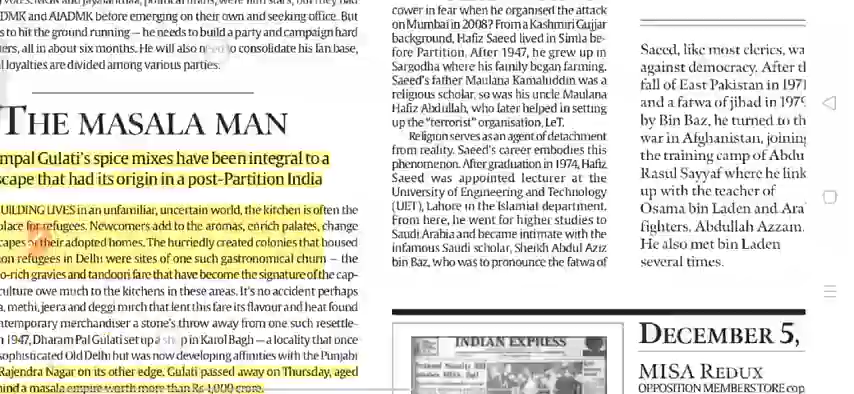 DMK and AIADMK before emerging on their own and seeking office. But
s to hit the ground running — he needs to build a party and campaign hard
ers, all in about six months. He will also need to consolidate his fan base,
l loyalties are divided among various parties.
THE MASALA MAN
mpal Gulati's spice mixes have been integral to a
scape that had its origin in a post-Partition India
UILDING LIVES in an unfamiliar, uncertain world, the kitchen is often the
place for refugees. Newcomers add to the aromas, enrich palates, change
capes of their adopted homes. The hurriedly created colonies that housed
on refugees in Delhi were sites of one such gastronomical churn — the
o-rich gravies and tandoori fare that have become the signature of the cap-
culture owe much to the kitchens in these areas. It's no accident perhaps
a, methi, jeera and deggi mirch that lent this fare its flavour and heat found
ntemporary merchandiser a stone's throw away from one such resettle-
n 1947, Dharam Pal Gulati set up a shop in Karol Bagh — a locality that once
sophisticated Old Delhi but was now developing affinities with the Punjabi
Rajendra Nagar on its other edge. Gulati passed away on Thursday, aged
hind a masala empire worth more than Rs 1,000 crore.
cower in fear when he organised the attack
on Mumbai in 2008? From a Kashmiri Gujjar
background, Hafiz Saeed lived in Simla be-
fore Partition. After 1947, he grew up in
Sargodha where his family began farming.
Saeed's father Maulana Kamaluddin was a
religious scholar, so was his uncle Maulana
Hafiz Abdullah, who later helped in setting
up the "terrorist" organisation, LeT.
Religion serves as an agent of detachment
from reality. Saeed's career embodies this
phenomenon. After graduation in 1974, Hafiz
Saeed was appointed lecturer at the
University of Engineering and Technology
(UET), Lahore in the Islamiat department.
From here, he went for higher studies to
Saudi Arabia and became intimate with the
infamous Saudi scholar, Sheikh Abdul Aziz
bin Baz, who was to pronounce the fatwa of
Saeed, like most clerics, wa
against democracy. After th
fall of East Pakistan in 1971
and a fatwa of jihad in 1979
by Bin Baz, he turned to th
war in Afghanistan, joining
the training camp of Abdu
Rasul Sayyaf where he link
up with the teacher of
Osama bin Laden and Ara
fighters, Abdullah Azzam.
He also met bin Laden
several times.
INDIAN EXPRESS
DECEMBER 5,
MISA REDUX
OPPOSITION MEMBERS TORE cop